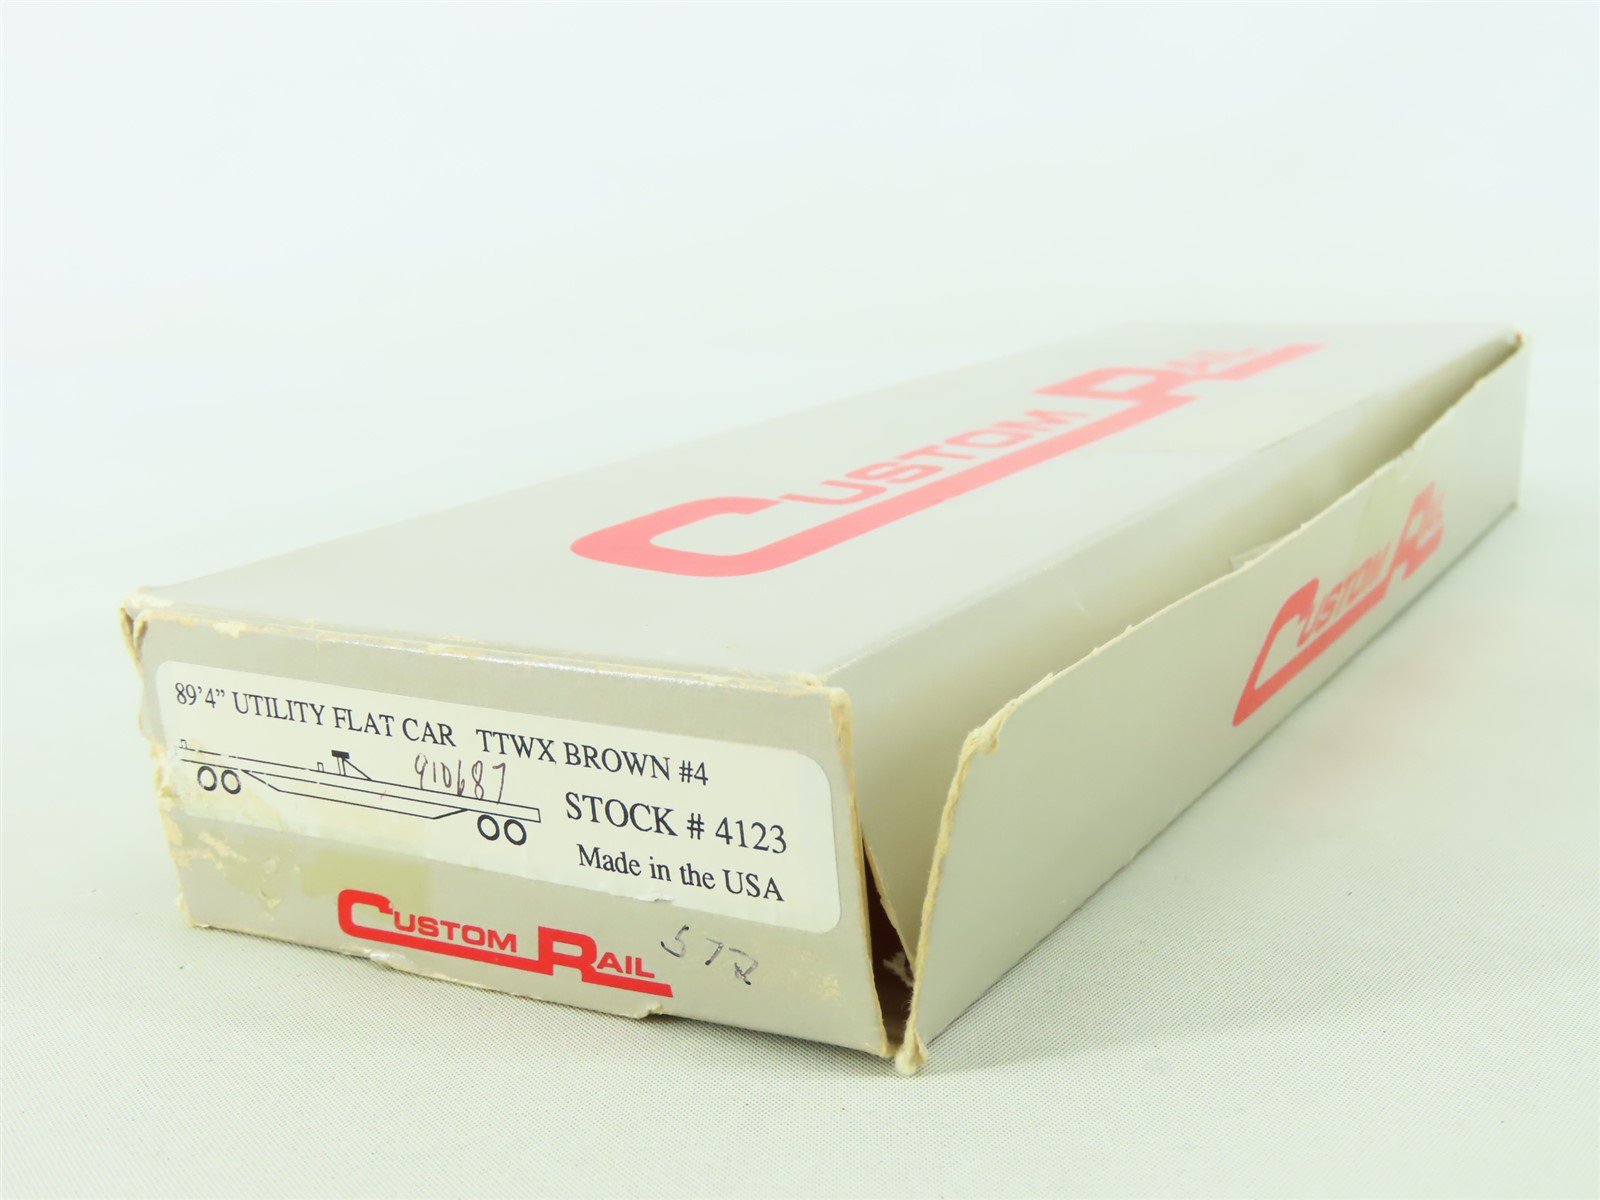 CUSTOM RAIL
CUSTOM RAIL
89'4" UTILITY FLAT CAR TTWX BROWN #4
910687
STOCK # 4123
Made in the USA
CUSTOM RAIL